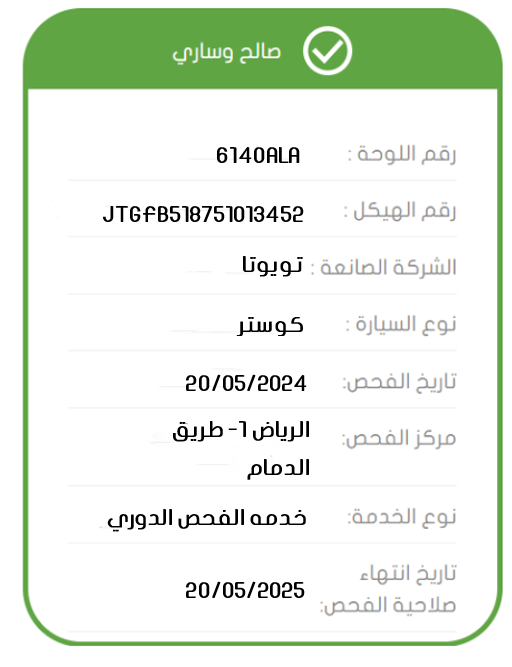 صالح وساري
رقم اللوحة : 6140ALA
رقم الهيكل : JTGFB518751013452
الشركة الصانعة : تويوتا
نوع السيارة : كوستر
تاريخ الفحص: 20/05/2024
مركز الفحص: الرياض 1- طريق
الدمام
نوع الخدمة: خدمه الفحص الدوري
تاريخ انتهاء
صلاحية الفحص: 20/05/2025